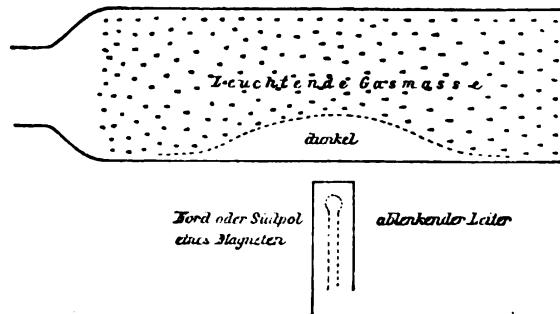 Leuchtende Gasmasse
dunkel
Nord oder Südpol
eines Magneten
ablenkender Leiter